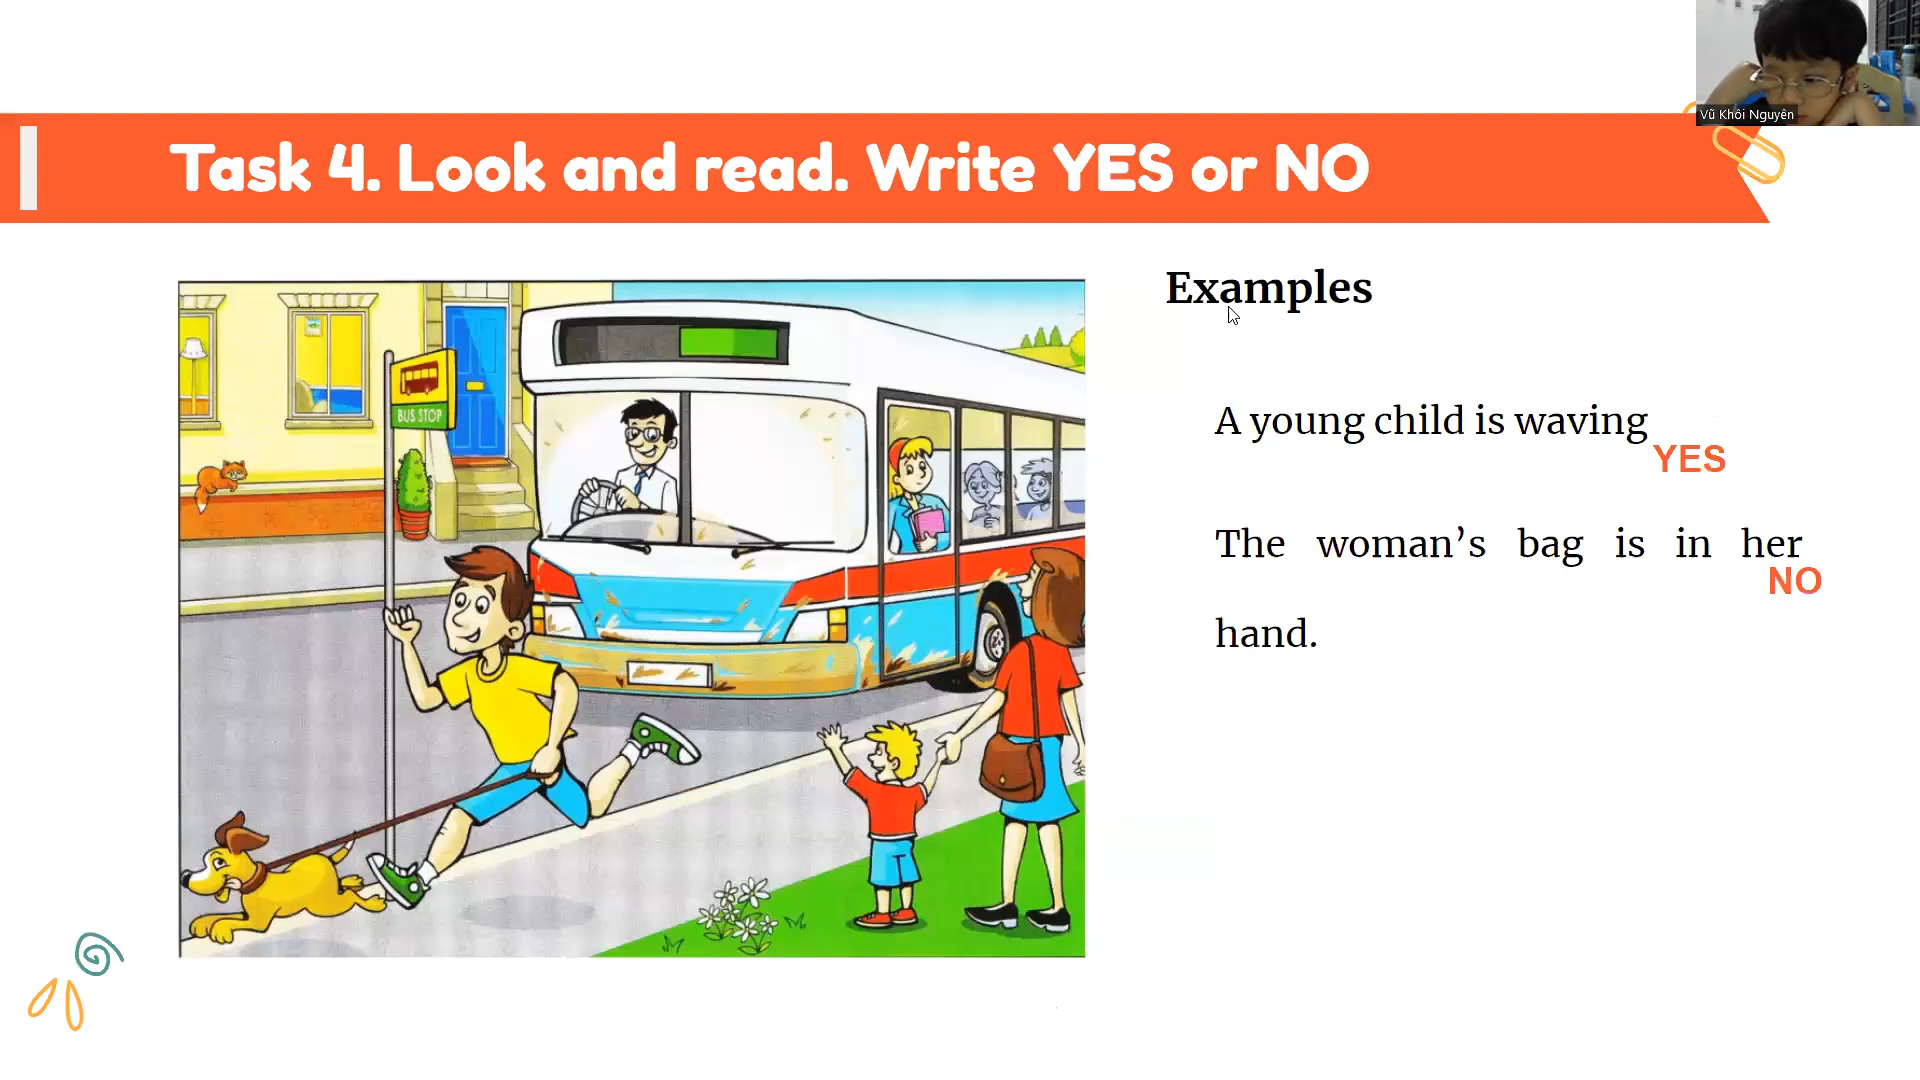 Vũ Khôi Nguyên
Task 4. Look and read. Write YES or NO
Examples
BUS STOP
A young child is waving
YES
The woman's bag is in her
NO
hand.